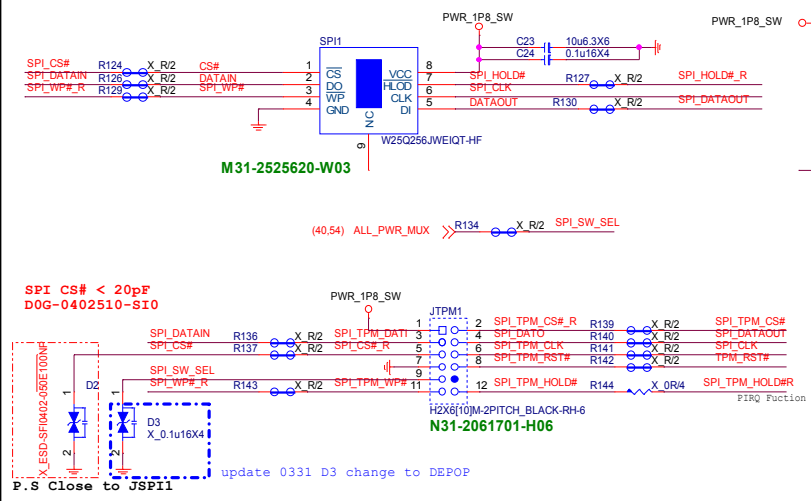 PWR_1P8_SW
PWR_1P8_SW
SPI1
C23 10u6.3X6
C24 0.1u16X4
SPI_CS# R124 X_R/2 CS# 1 CS VCC 8
SPI_DATAIN R126 X_R/2 DATAIN 2 DO HLOD 7 SPI_HOLD# R127 X_R/2 SPI_HOLD#_R
SPI_WP#_R R129 X_R/2 SPI_WP# 3 WP CLK 6 SPI_CLK
4 GND DI 5 DATAOUT R130 X_R/2 SPI_DATAOUT
NC
9
W25Q256JWEIQT-HF
M31-2525620-W03
(40,54) ALL_PWR_MUX R134 X_R/2 SPI_SW_SEL
SPI CS# < 20pF
D0G-0402510-SI0
PWR_1P8_SW
JTPM1
1 2 SPI_TPM_CS#_R R139 X_R/2 SPI_TPM_CS#
SPI_DATAIN R136 X_R/2 SPI_TPM_DATI 3 4 SPI_DATO R140 X_R/2 SPI_DATAOUT
SPI_CS# R137 X_R/2 SPI_CS#_R 5 6 SPI_TPM_CLK R141 X_R/2 SPI_CLK
7 8 SPI_TPM_RST# R142 X_R/2 TPM_RST#
SPI_SW_SEL 9
SPI_WP#_R R143 X_R/2 SPI_TPM_WP# 11 12 SPI_TPM_HOLD# R144 X_0R/4 SPI_TPM_HOLD#R
PIRQ Fuction
H2X6[10]M-2PITCH_BLACK-RH-6
N31-2061701-H06
X_ESD-SFI0402-050E100NP
1 D2 2
1 D3 2
X_0.1u16X4
update 0331 D3 change to DEPOP
P.S Close to JSPI1